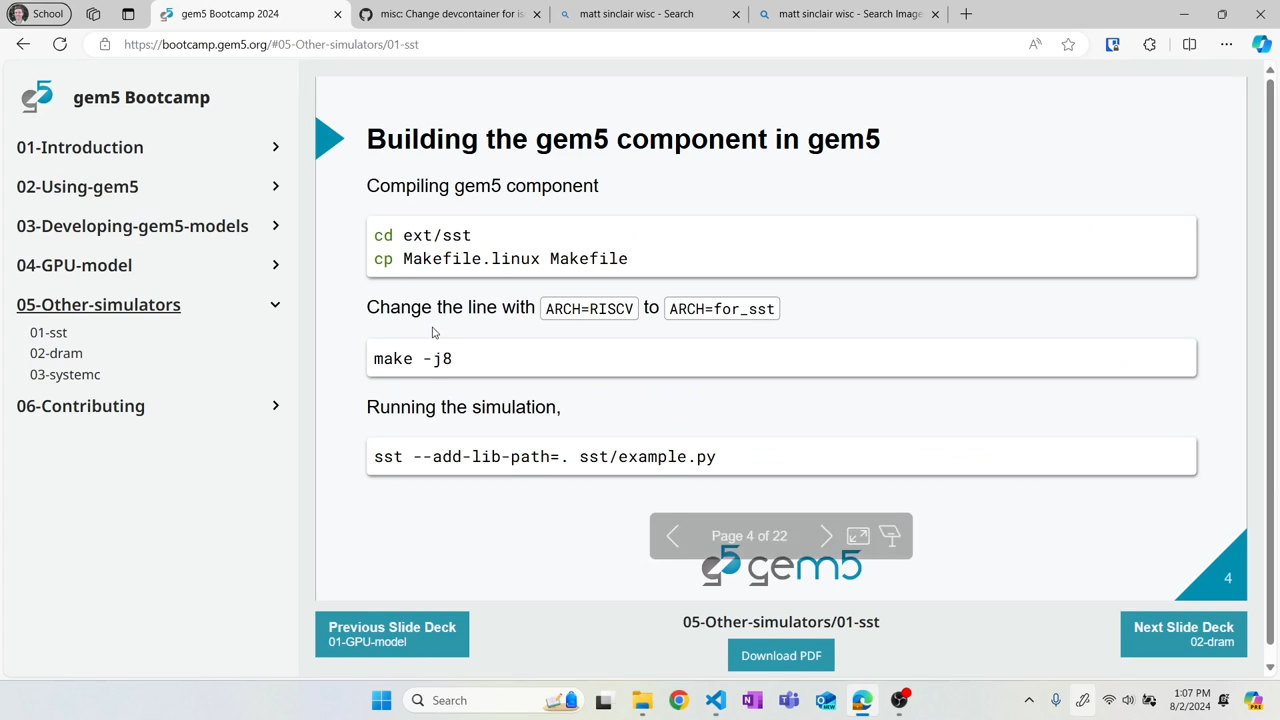 School
gem5 Bootcamp 2024
misc: Change devcontainer for is
matt sinclair wisc - Search
matt sinclair wisc - Search Image
https://bootcamp.gem5.org/#05-Other-simulators/01-sst
g5
gem5 Bootcamp
01-Introduction
02-Using-gem5
03-Developing-gem5-models
04-GPU-model
05-Other-simulators
01-sst
02-dram
03-systemc
06-Contributing
Building the gem5 component in gem5
Compiling gem5 component
cd ext/sst
cp Makefile.linux Makefile
Change the line with ARCH=RISCV to ARCH=for_sst
make -j8
Running the simulation,
sst --add-lib-path=. sst/example.py
Page 4 of 22
g5 gem5
4
Previous Slide Deck
01-GPU-model
05-Other-simulators/01-sst
Download PDF
Next Slide Deck
02-dram
Search
1:07 PM
8/2/2024